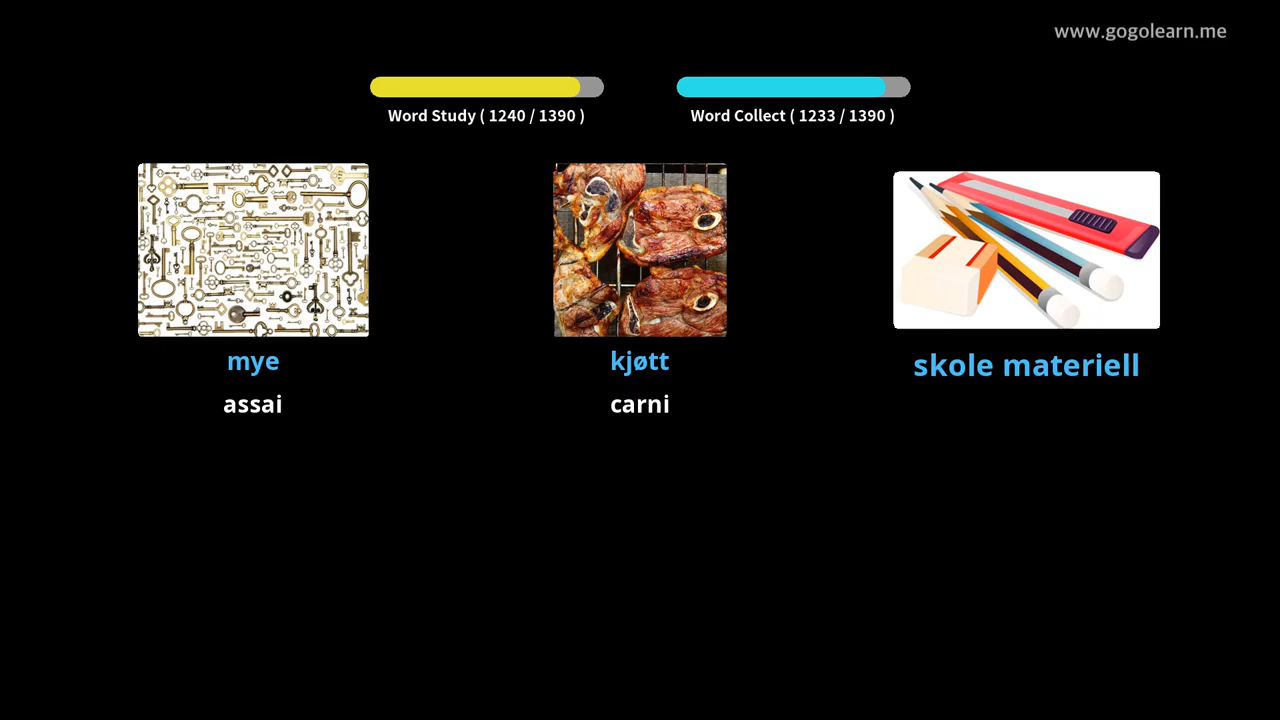 www.gogolearn.me
Word Study ( 1240 / 1390 )
Word Collect ( 1233 / 1390 )
mye
kjøtt
skole materiell
assai
carni